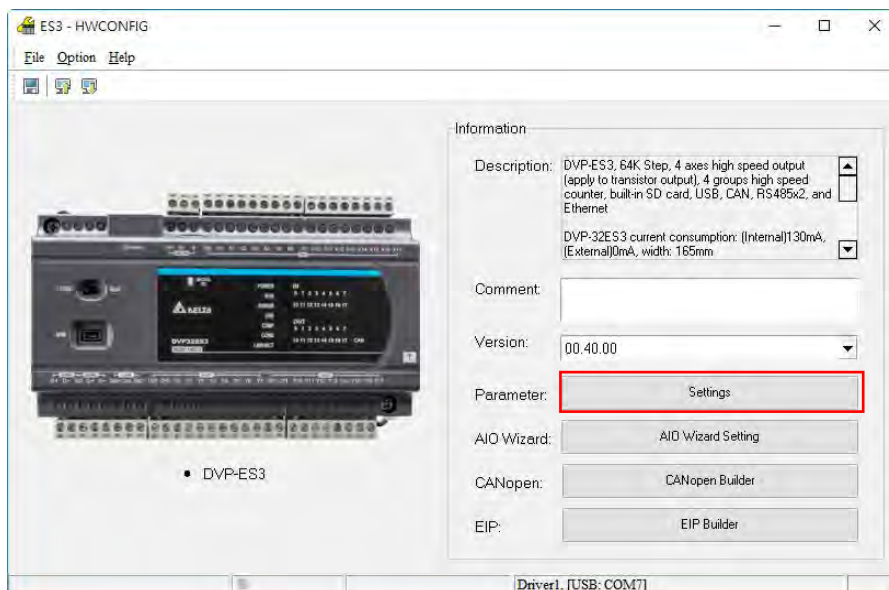 ES3 - HWCONFIG
File Option Help
Information
Description:
DVP-ES3, 64K Step, 4 axes high speed output
(apply to transistor output), 4 groups high speed
counter, built-in SD card, USB, CAN, RS485x2, and
Ethernet
DVP-32ES3 current consumption: (Internal)130mA,
(External)0mA, width: 165mm
Comment:
Version:
00.40.00
Parameter:
Settings
AIO Wizard:
AIO Wizard Setting
CANopen:
CANopen Builder
EIP:
EIP Builder
DELTA
DVP32ES3
• DVP-ES3
Driver1, [USB: COM7]